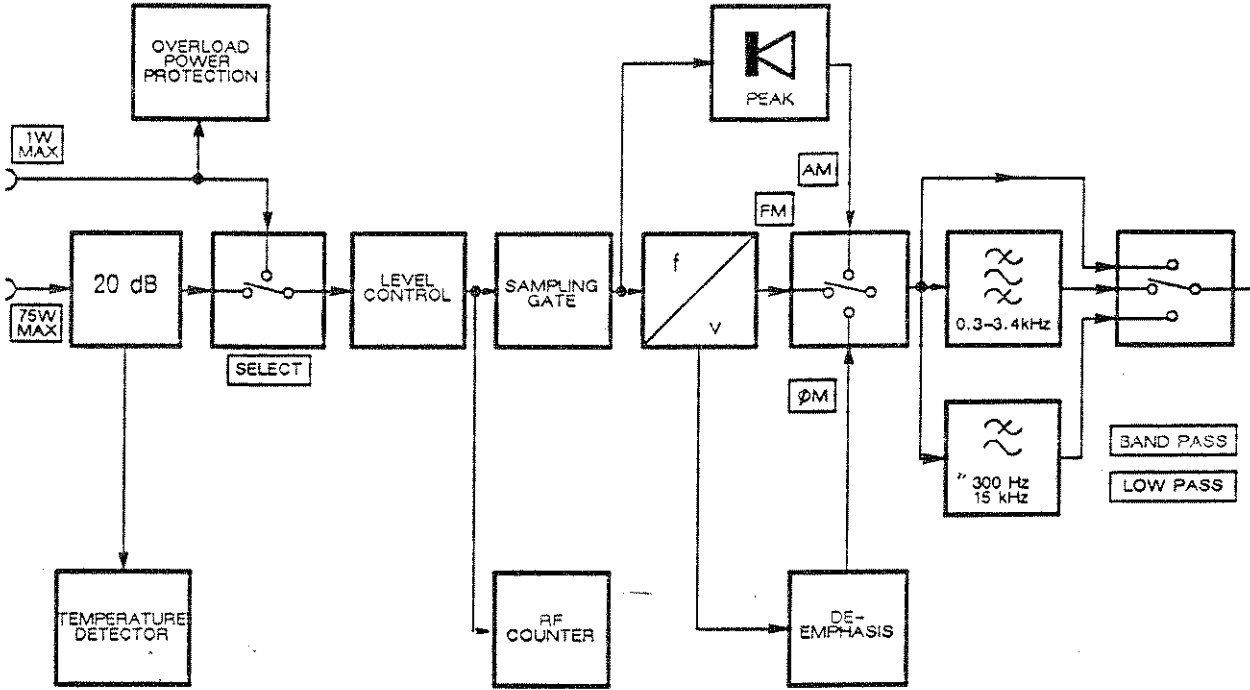 OVERLOAD
POWER
PROTECTION
PEAK
1W
MAX
AM
FM
20 dB
LEVEL
CONTROL
SAMPLING
GATE
f
v
0.3-3.4kHz
75W
MAX
SELECT
ØM
" 300 Hz
15 kHz
BAND PASS
LOW PASS
TEMPERATURE
DETECTOR
RF
COUNTER
DE-
EMPHASIS